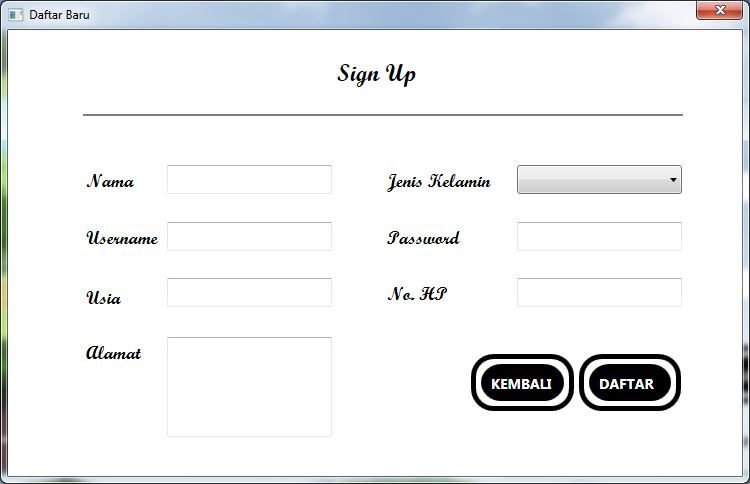 Daftar Baru
Sign Up
Nama
Jenis Kelamin
Username
Password
Usia
No. HP
Alamat
KEMBALI
DAFTAR